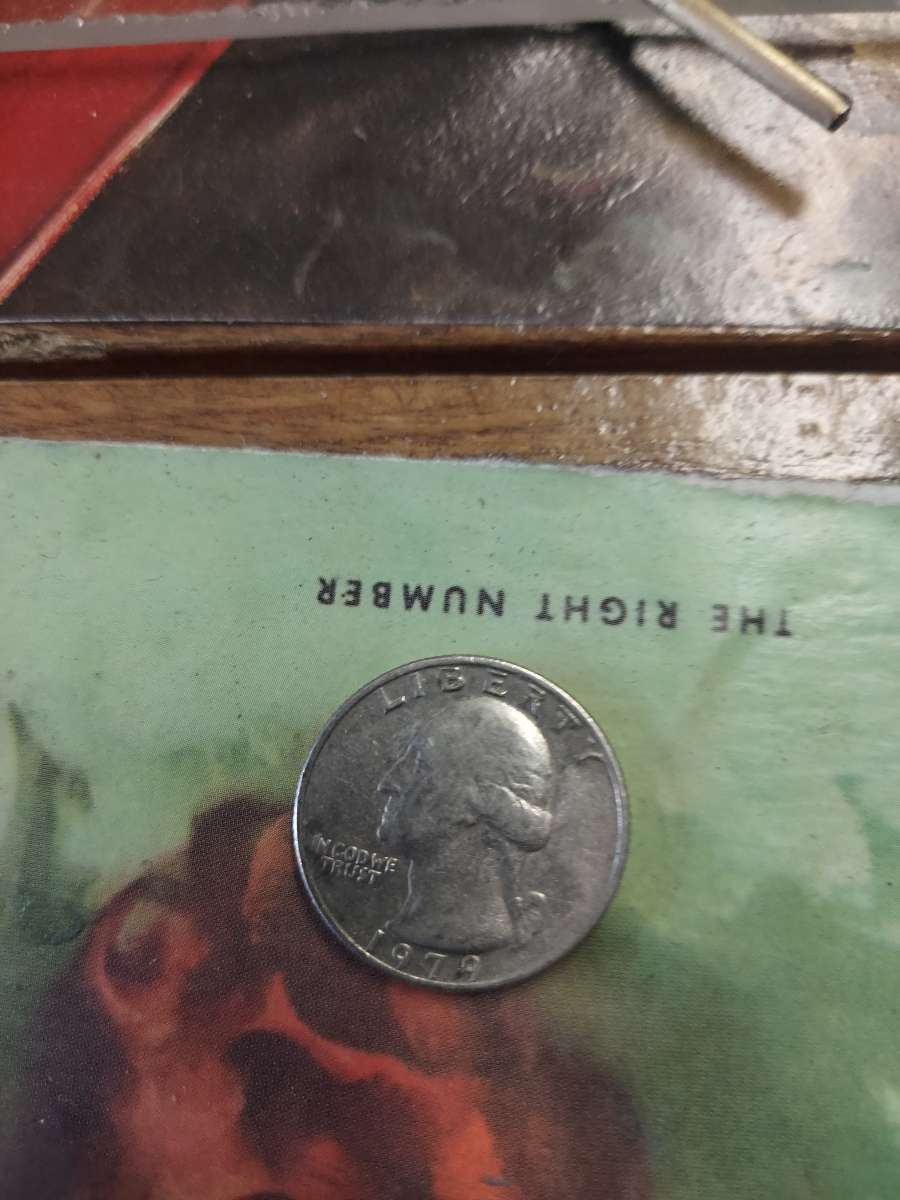 THE RIGHT NUMBER
LIBERTY
IN GOD WE
TRUST
1979